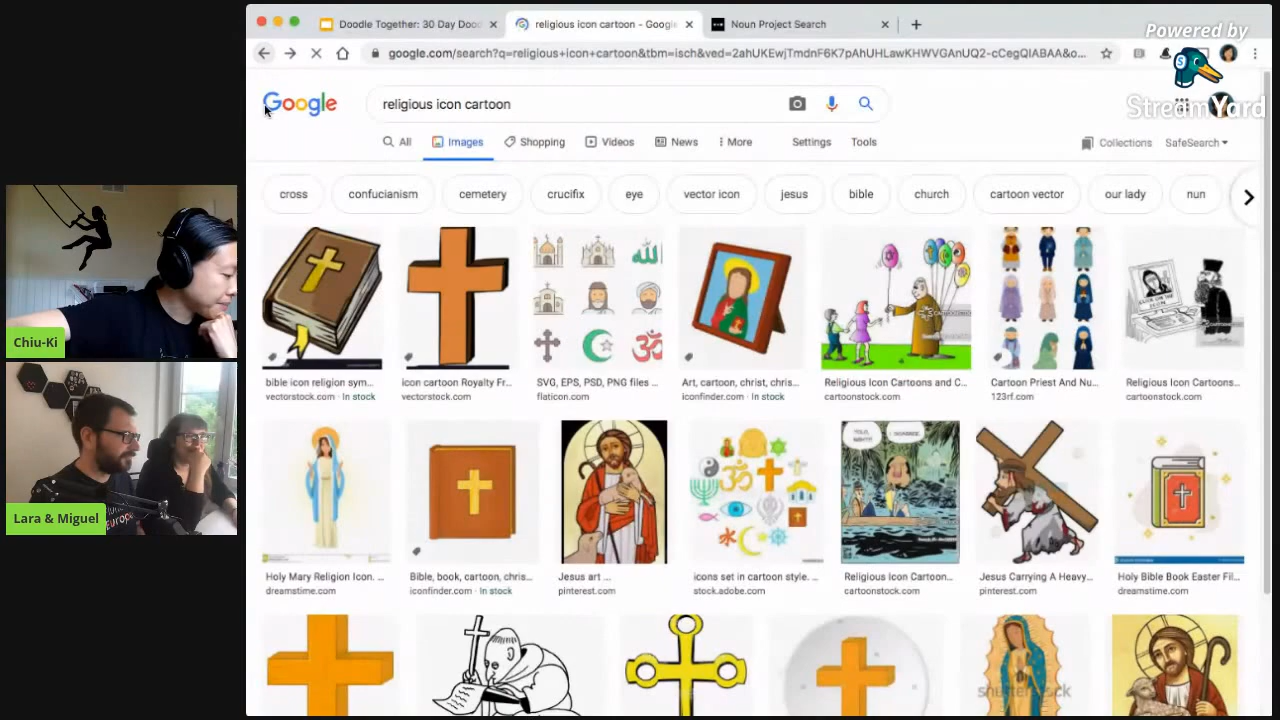 Doodle Together: 30 Day Dood
religious icon cartoon - Google
Noun Project Search
Powered by
StreamYard
google.com/search?q=religious+icon+cartoon&tbm=isch&ved=2ahUKEwjTmdnF6K7pAhUHLawKHWVGAnUQ2-cCegQIABAA&o...
Google
religious icon cartoon
All
Images
Shopping
Videos
News
More
Settings
Tools
Collections
SafeSearch
cross
confucianism
cemetery
crucifix
eye
vector icon
jesus
bible
church
cartoon vector
our lady
nun
Chiu-Ki
Lara & Miguel
Europe
bible icon religion sym...
vectorstock.com · In stock
icon cartoon Royalty Fr...
vectorstock.com
SVG, EPS, PSD, PNG files ...
flaticon.com
Art, cartoon, christ, chris...
iconfinder.com · In stock
Religious Icon Cartoons and C...
cartoonstock.com
Cartoon Priest And Nu...
123rf.com
Religious Icon Cartoons...
cartoonstock.com
Holy Mary Religion Icon. ...
dreamstime.com
Bible, book, cartoon, chris...
iconfinder.com · In stock
Jesus art ...
pinterest.com
icons set in cartoon style. ...
stock.adobe.com
Religious Icon Cartoon...
cartoonstock.com
Jesus Carrying A Heavy...
pinterest.com
Holy Bible Book Easter Fil...
dreamstime.com
shutterstock